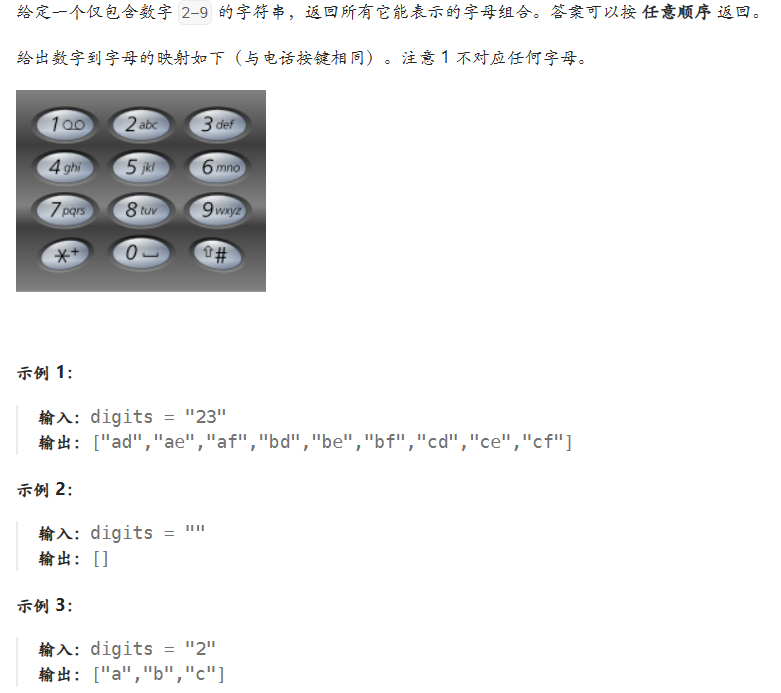 给定一个仅包含数字 2-9 的字符串，返回所有它能表示的字母组合。答案可以按 任意顺序 返回。
给出数字到字母的映射如下（与电话按键相同）。注意 1 不对应任何字母。
1 2 abc 3 def
4 ghi 5 jkl 6 mno
7 pqrs 8 tuv 9 wxyz
*+ 0 ⇧#
示例 1：
输入：digits = "23"
输出：["ad","ae","af","bd","be","bf","cd","ce","cf"]
示例 2：
输入：digits = ""
输出：[]
示例 3：
输入：digits = "2"
输出：["a","b","c"]